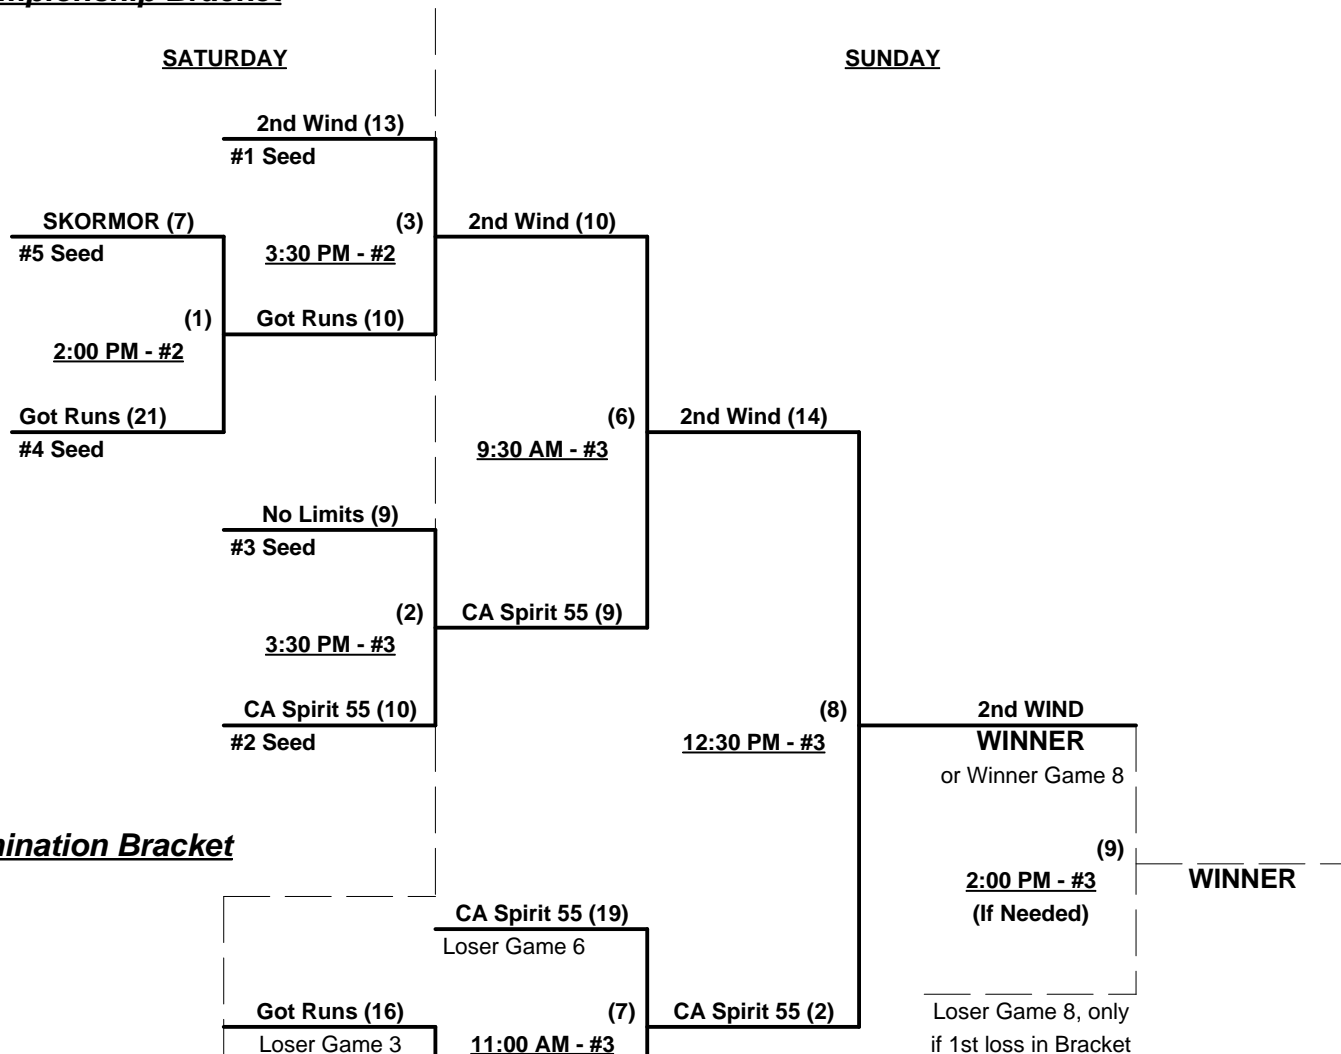 SATURDAY
SUNDAY
2nd Wind (13)
#1 Seed
SKORMOR (7)
(3)
2nd Wind (10)
#5 Seed
3:30 PM - #2
(1)
Got Runs (10)
2:00 PM - #2
Got Runs (21)
(6)
2nd Wind (14)
#4 Seed
9:30 AM - #3
No Limits (9)
#3 Seed
(2)
CA Spirit 55 (9)
3:30 PM - #3
CA Spirit 55 (10)
(8)
2nd WIND
#2 Seed
12:30 PM - #3
WINNER
or Winner Game 8
Bracket
(9)
2:00 PM - #3
WINNER
(If Needed)
CA Spirit 55 (19)
Loser Game 6
Got Runs (16)
(7)
CA Spirit 55 (2)
Loser Game 8, only
Loser Game 3
11:00 AM - #3
if 1st loss in Bracket